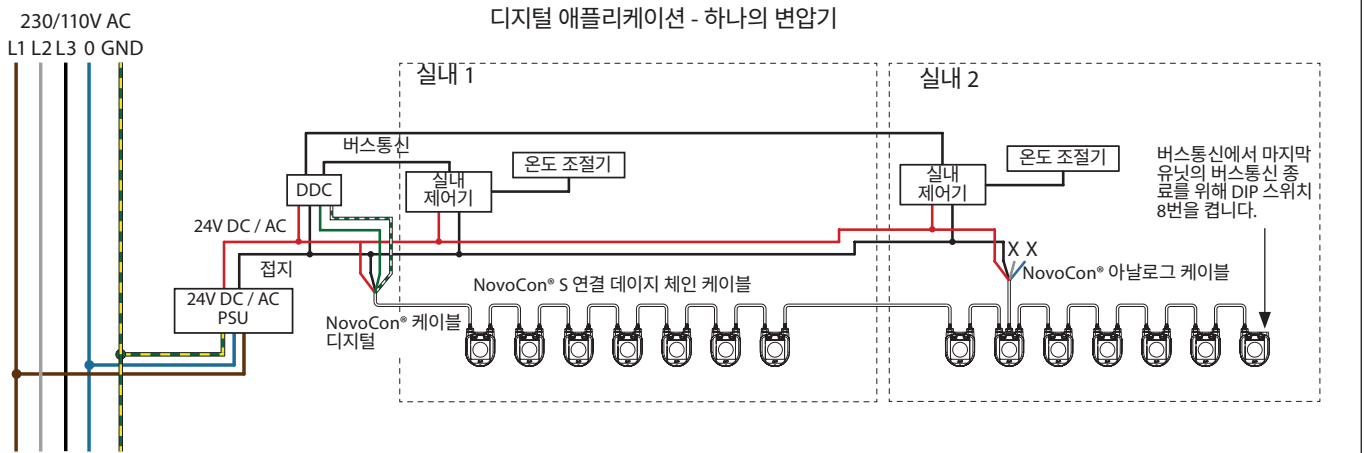 디지털 애플리케이션 - 하나의 변압기
230/110V AC
L1 L2 L3 0 GND
실내 1
실내 2
버스통신
온도 조절기
온도 조절기
DDC
실내
제어기
실내
제어기
버스통신에서 마지막
유닛의 버스통신 종
료를 위해 DIP 스위치
8번을 켭니다.
24V DC / AC
X X
접지
NovoCon® S 연결 데이지 체인 케이블
NovoCon® 아날로그 케이블
24V DC / AC
PSU
NovoCon® 케이블
디지털